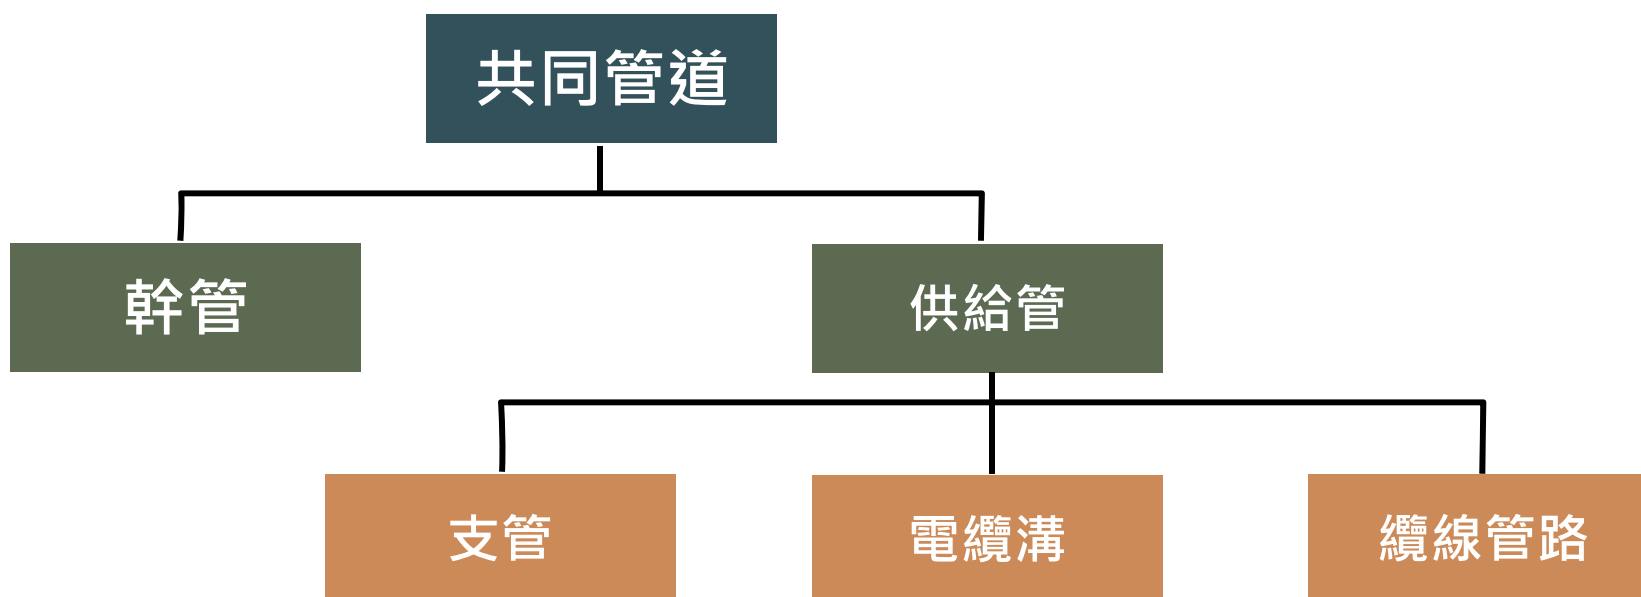 共同管道
幹管
供給管
支管
電纜溝
纜線管路